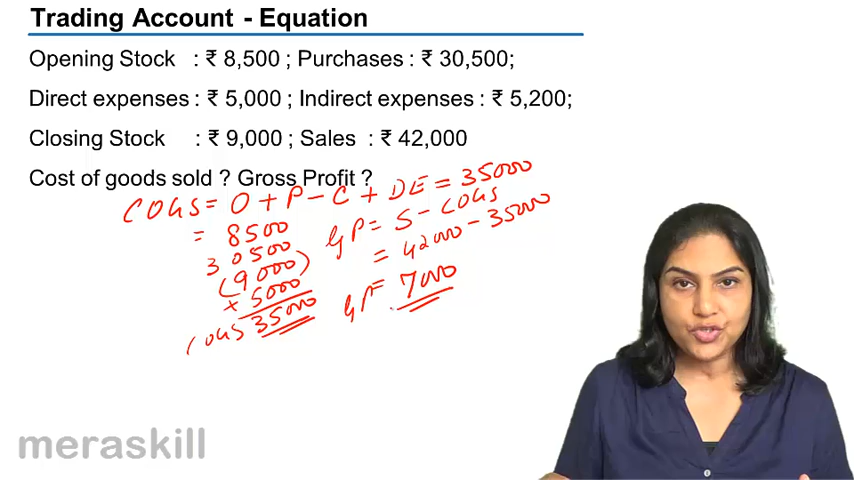 Trading Account - Equation
Opening Stock : ₹ 8,500 ; Purchases : ₹ 30,500;
Direct expenses : ₹ 5,000 ; Indirect expenses : ₹ 5,200;
Closing Stock : ₹ 9,000 ; Sales : ₹ 42,000
Cost of goods sold ? Gross Profit ?
COGS = O + P - C + DE = 35000
= 8500
30500
(9000)
+ 5000
COGS 35000
GP = S - COGS
= 42000 - 35000
GP = 7000
meraskill